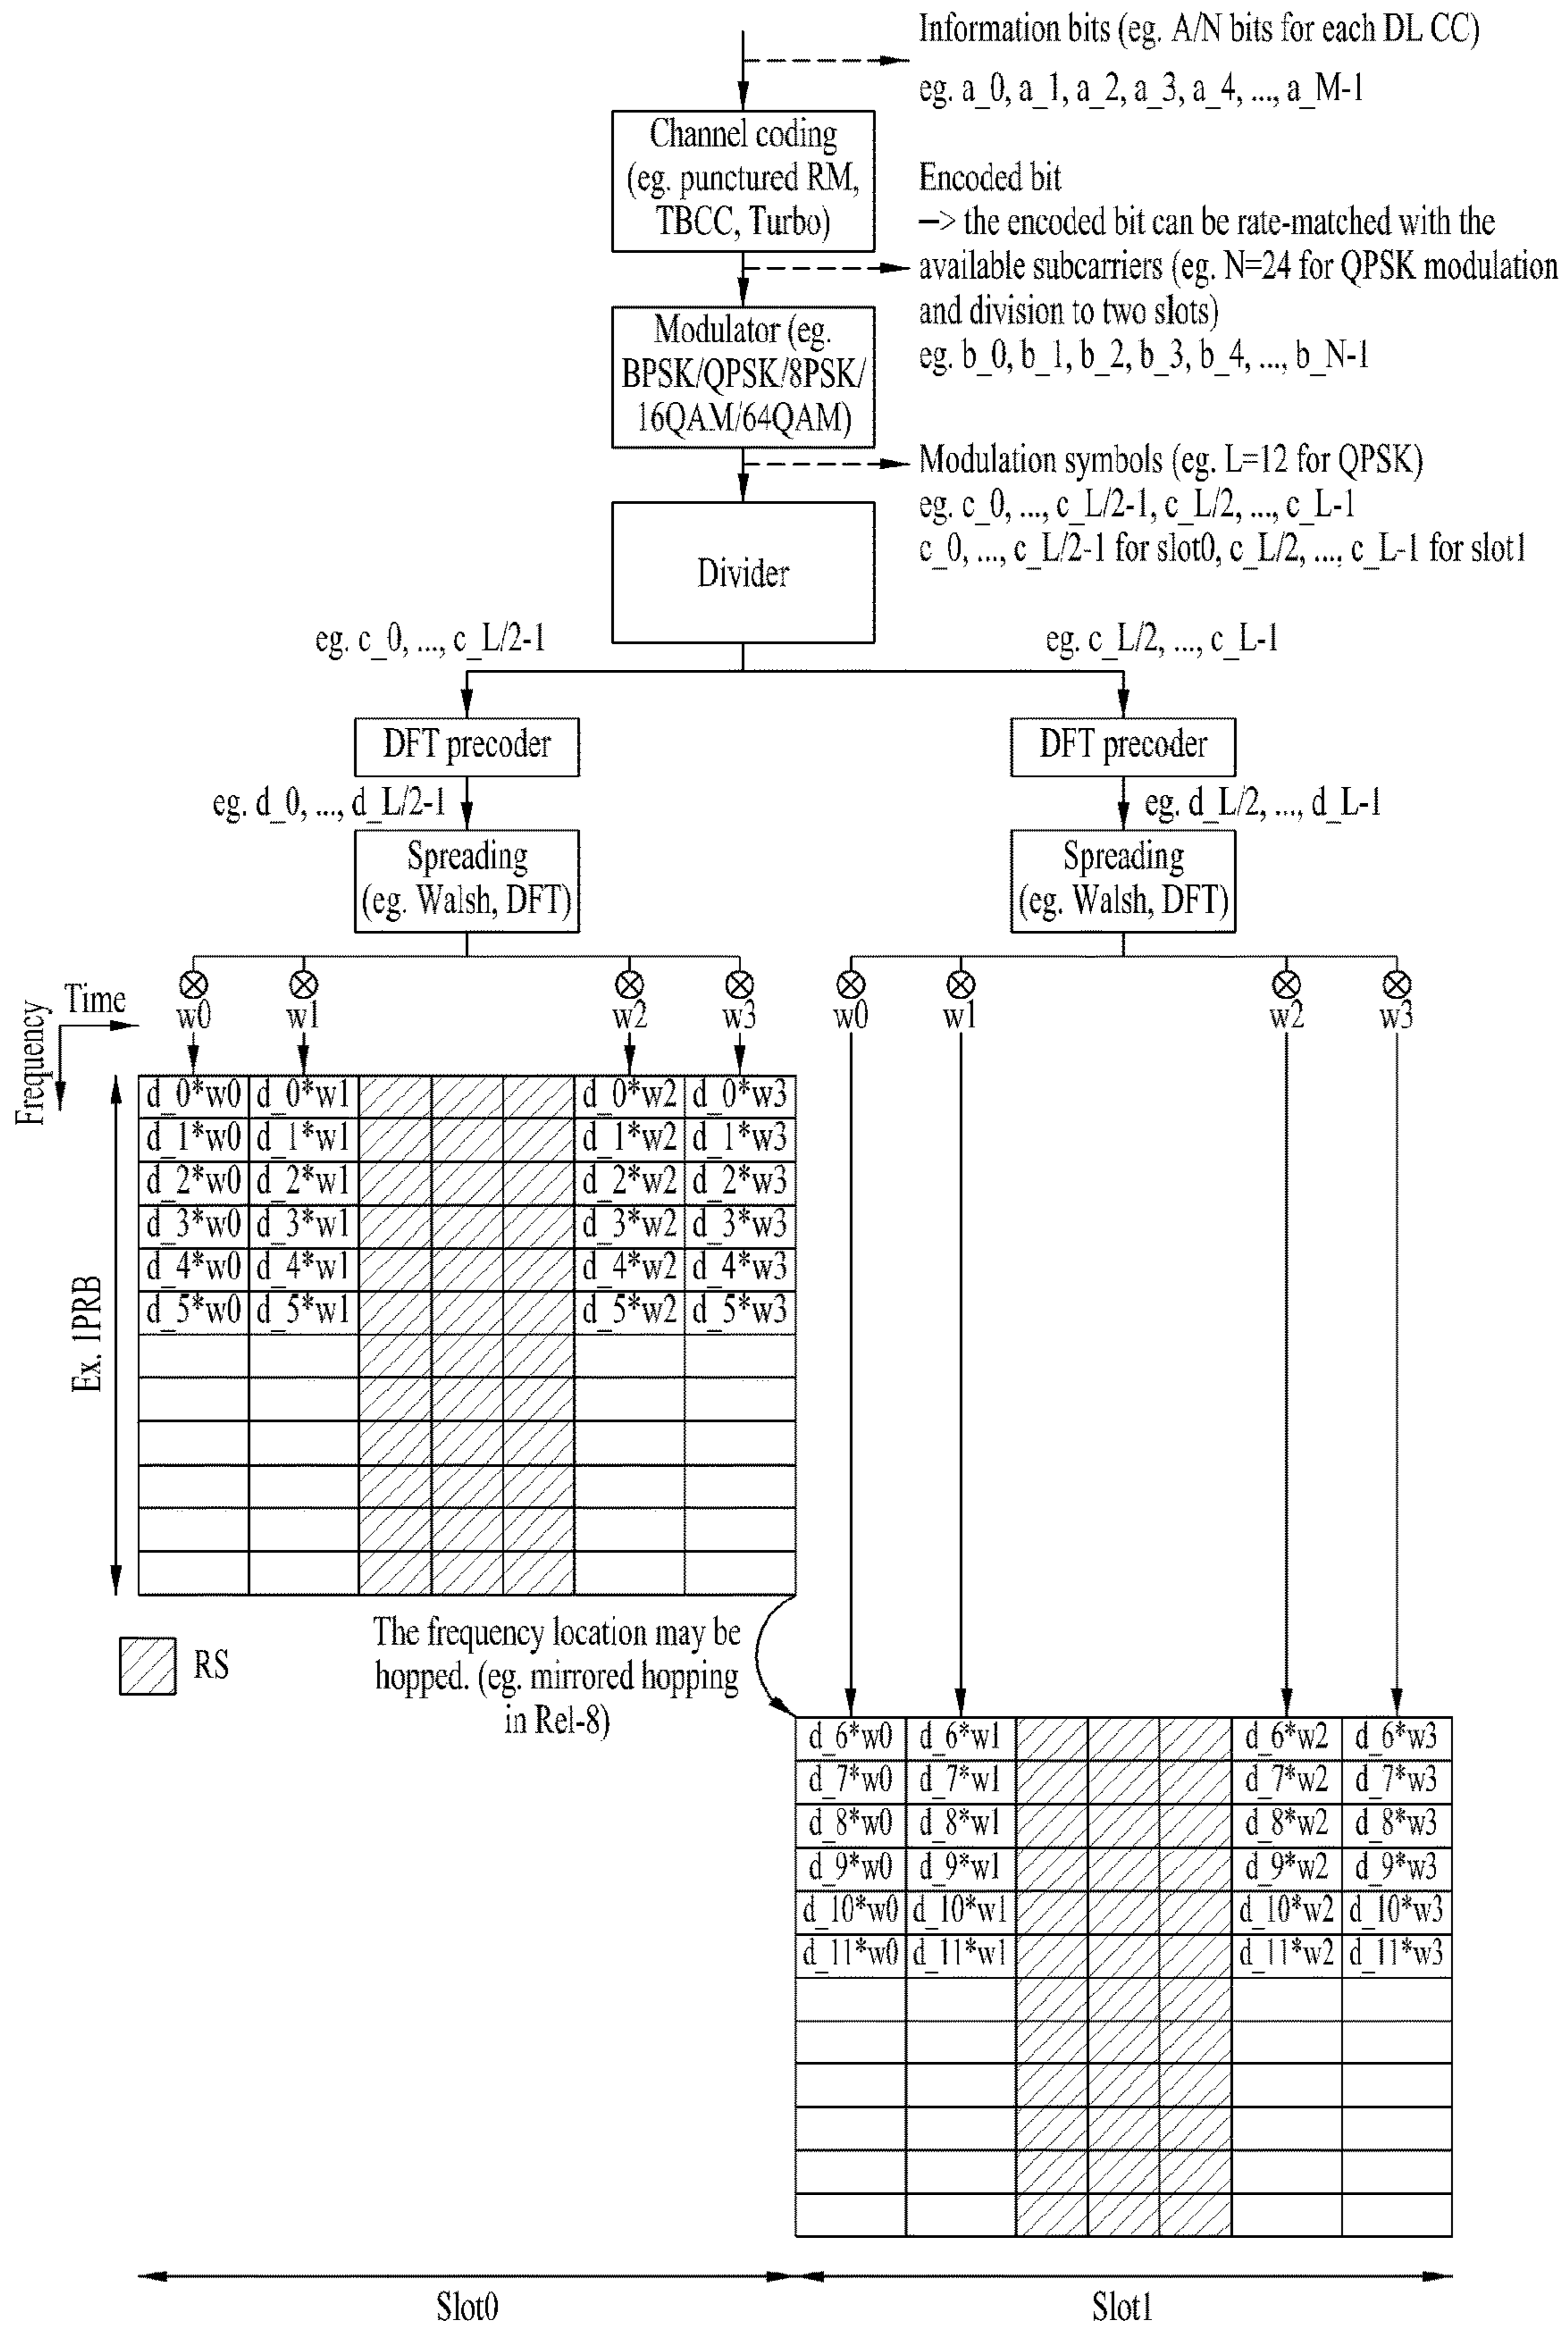 Information bits (eg. A/N bits for each DL CC)
eg. a_0, a_1, a_2, a_3, a_4, ..., a_M-1
Channel coding
(eg. punctured RM,
TBCC, Turbo)
Encoded bit
–> the encoded bit can be rate-matched with the
available subcarriers (eg. N=24 for QPSK modulation
and division to two slots)
eg. b_0, b_1, b_2, b_3, b_4, ..., b_N-1
Modulator (eg.
BPSK/QPSK/8PSK/
16QAM/64QAM)
Modulation symbols (eg. L=12 for QPSK)
eg. c_0, ..., c_L/2-1, c_L/2, ..., c_L-1
c_0, ..., c_L/2-1 for slot0, c_L/2, ..., c_L-1 for slot1
Divider
eg. c_0, ..., c_L/2-1
eg. c_L/2, ..., c_L-1
DFT precoder
DFT precoder
eg. d_0, ..., d_L/2-1
eg. d_L/2, ..., d_L-1
Spreading
(eg. Walsh, DFT)
Spreading
(eg. Walsh, DFT)
Time
Frequency
w0 w1 w2 w3 w0 w1 w2 w3
d_0*w0 d_0*w1 d_0*w2 d_0*w3
d_1*w0 d_1*w1 d_1*w2 d_1*w3
d_2*w0 d_2*w1 d_2*w2 d_2*w3
d_3*w0 d_3*w1 d_3*w2 d_3*w3
d_4*w0 d_4*w1 d_4*w2 d_4*w3
d_5*w0 d_5*w1 d_5*w2 d_5*w3
Ex. 1PRB
RS
The frequency location may be
hopped. (eg. mirrored hopping
in Rel-8)
d_6*w0 d_6*w1 d_6*w2 d_6*w3
d_7*w0 d_7*w1 d_7*w2 d_7*w3
d_8*w0 d_8*w1 d_8*w2 d_8*w3
d_9*w0 d_9*w1 d_9*w2 d_9*w3
d_10*w0 d_10*w1 d_10*w2 d_10*w3
d_11*w0 d_11*w1 d_11*w2 d_11*w3
Slot0
Slot1